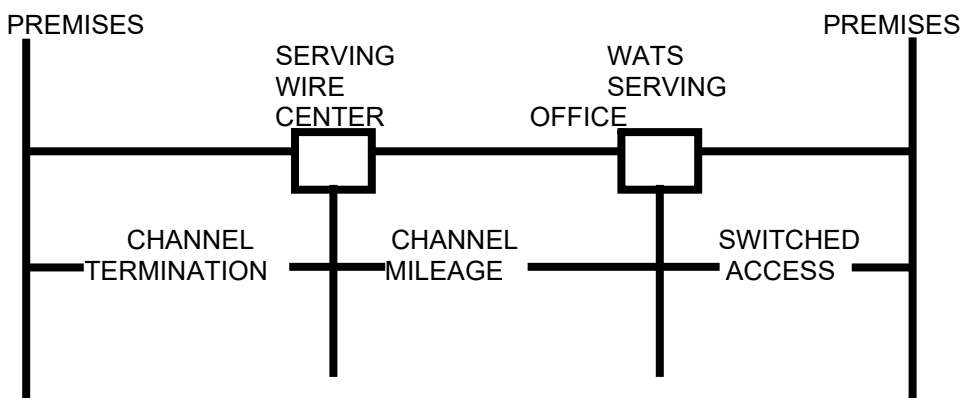 PREMISES PREMISES
SERVING WATS
WIRE SERVING
CENTER OFFICE
CHANNEL CHANNEL SWITCHED
TERMINATION MILEAGE ACCESS